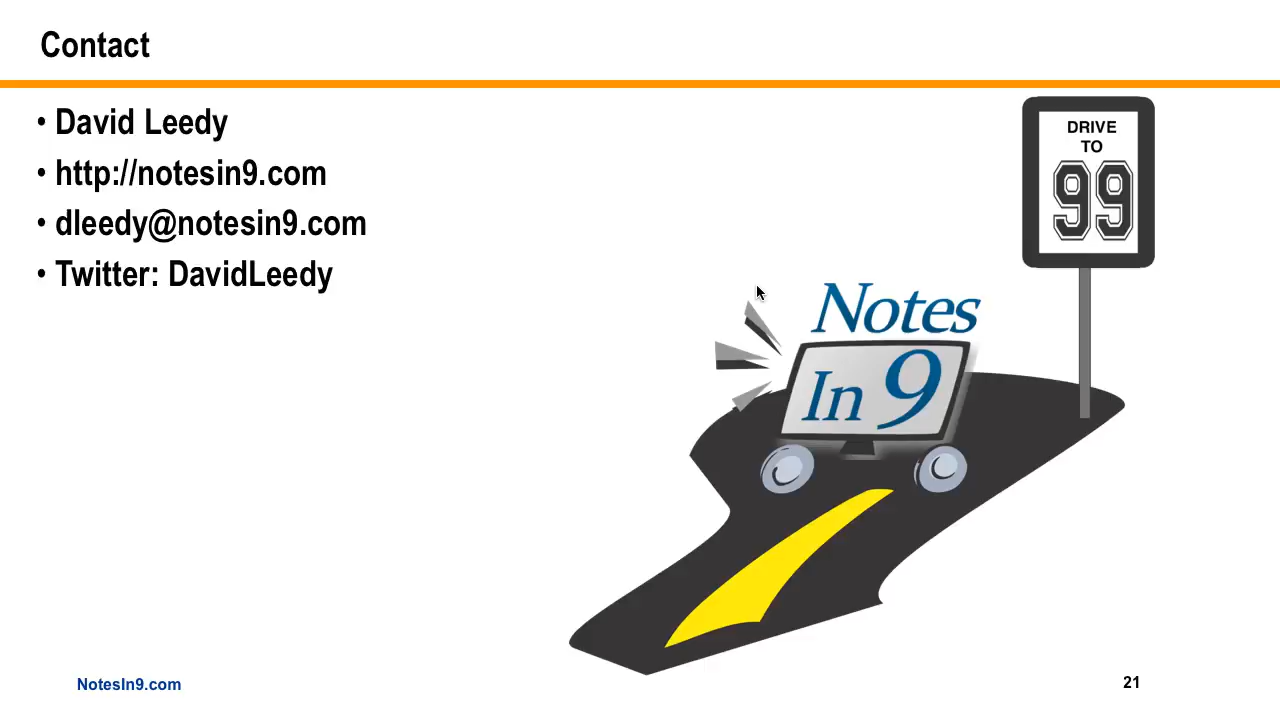 Contact
• David Leedy
• http://notesin9.com
• dleedy@notesin9.com
• Twitter: DavidLeedy
DRIVE
TO
99
Notes
In 9
NotesIn9.com
21